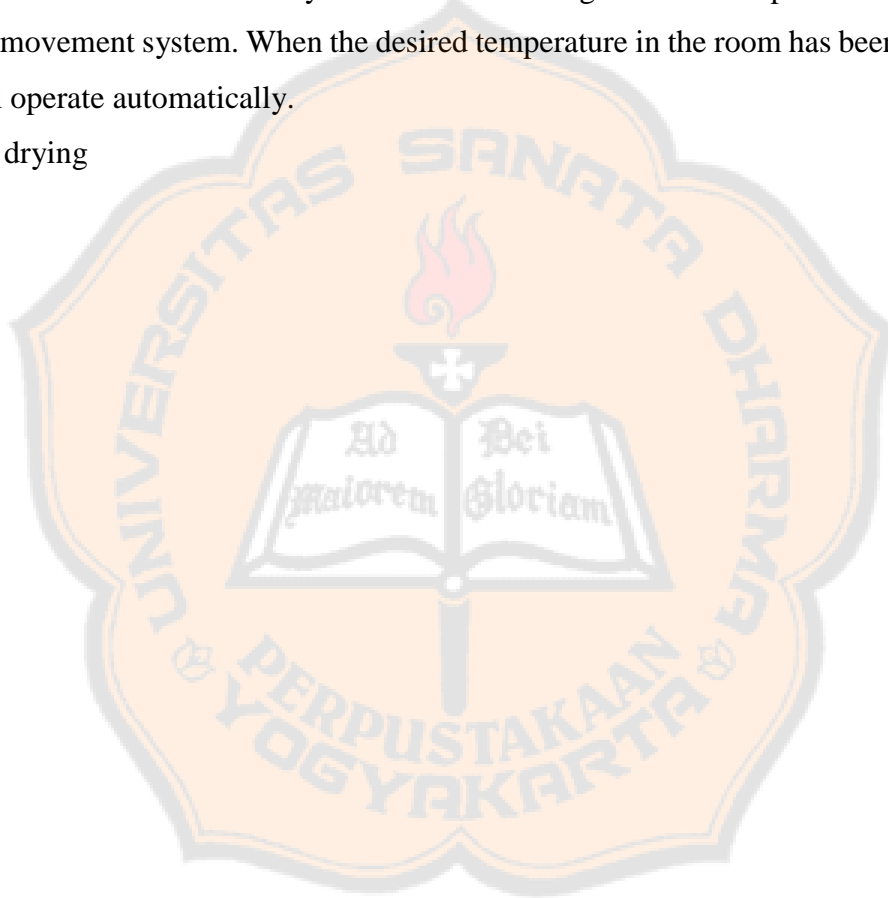 movement system. When the desired temperature in the room has been
operate automatically.
drying
UNIVERSITAS SANATA DHARMA
Ad Dei
Maiorem Gloriam
PERPUSTAKAAN
YOGYAKARTA